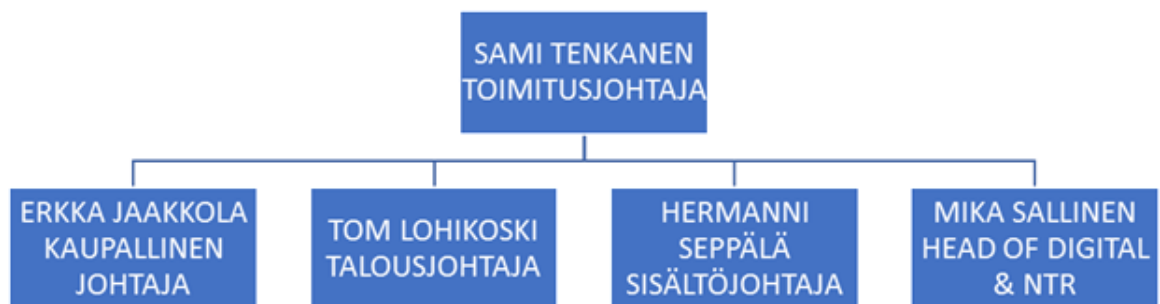 SAMI TENKANEN
TOIMITUSJOHTAJA
ERKKA JAAKKOLA
KAUPALLINEN
JOHTAJA
TOM LOHIKOSKI
TALOUSJOHTAJA
HERMANNI
SEPPÄLÄ
SISÄLTÖJOHTAJA
MIKA SALLINEN
HEAD OF DIGITAL
& NTR